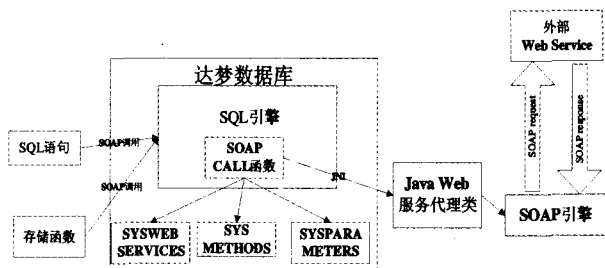 外部
Web Service
达梦数据库
SQL引擎
SOAP request
SOAP response
SQL语句
SOAP调用
SOAP
CALL函数
SOAP调用
JNI
Java Web
服务代理类
存储函数
SYSWEB
SERVICES
SYS
METHODS
SYSPARA
METERS
SOAP引擎